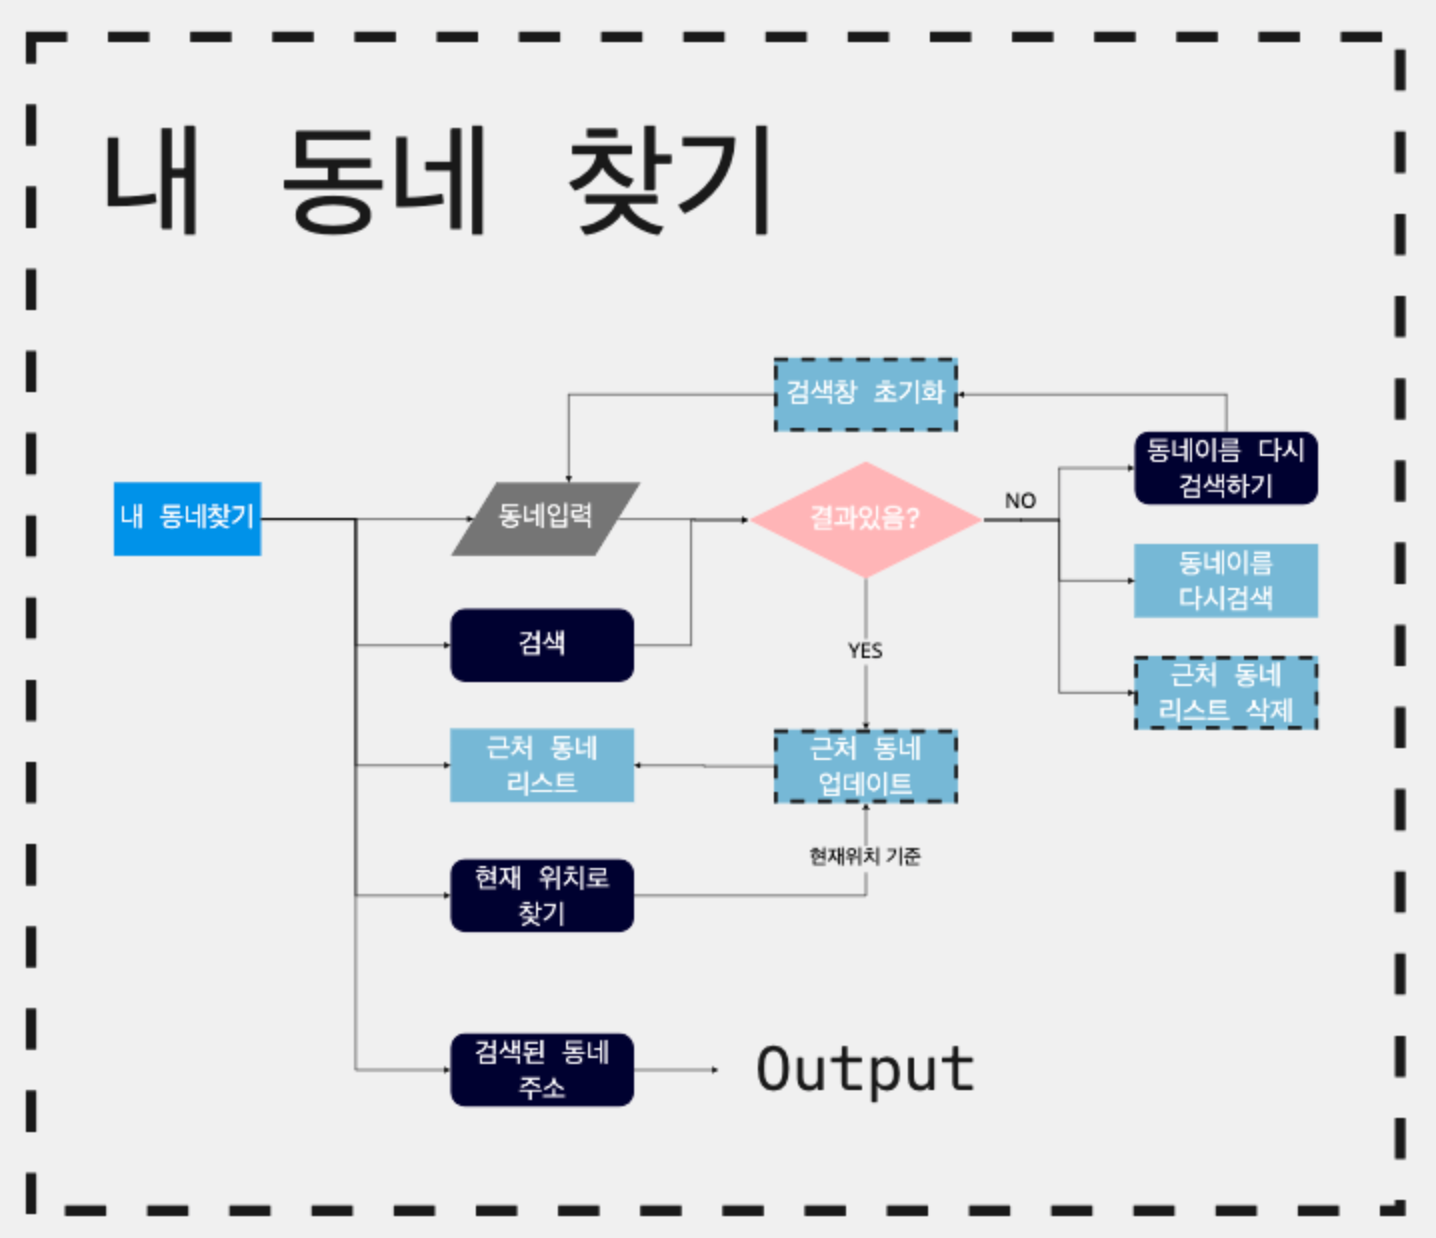 내 동네 찾기
검색창 초기화
동네이름 다시
검색하기
내 동네찾기
동네입력
결과있음?
NO
동네이름
다시검색
검색
YES
근처 동네
리스트 삭제
근처 동네
리스트
근처 동네
업데이트
현재위치 기준
현재 위치로
찾기
검색된 동네
주소
Output